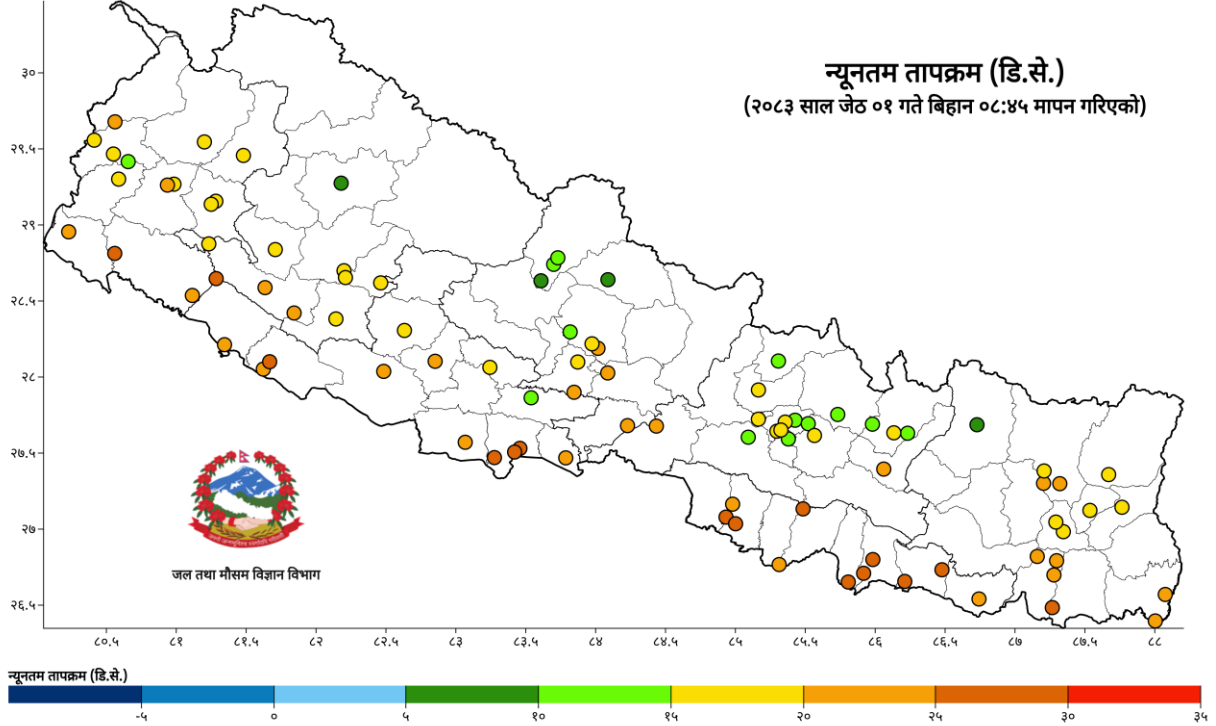 न्यूनतम तापक्रम (डि.से.)
(२०८३ साल जेठ ०१ गते बिहान ०८:४५ मापन गरिएको)
३०
२९.५
२९
२८.५
२८
२७.५
२७
२६.५
जल तथा मौसम विज्ञान विभाग
८०.५ ८१ ८१.५ ८२ ८२.५ ८३ ८३.५ ८४ ८४.५ ८५ ८५.५ ८६ ८६.५ ८७ ८७.५ ८८
न्यूनतम तापक्रम (डि.से.)
-५ ० ५ १० १५ २० २५ ३० ३५